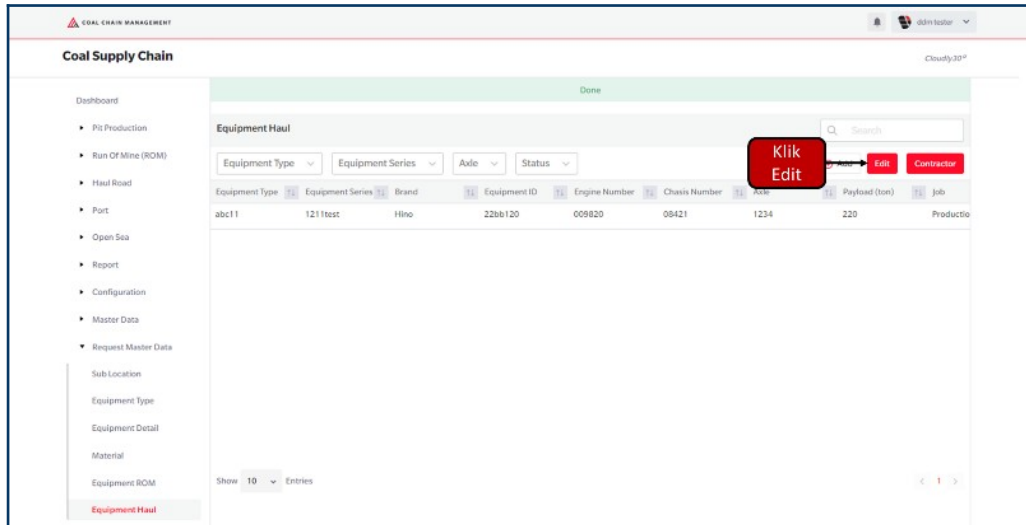 COAL CHAIN MANAGEMENT
ddm tester
Coal Supply Chain
Cloudy30°
Dashboard
Done
Pit Production
Equipment Haul
Search
Run Of Mine (ROM)
Equipment Type
Equipment Series
Axle
Status
Klik
Edit
Add
Edit
Contractor
Haul Road
Equipment Type
Equipment Series
Brand
Equipment ID
Engine Number
Chasis Number
Axle
Payload (ton)
Job
Port
abc11
1211test
Hino
22bb120
009820
08421
1234
220
Productio
Open Sea
Report
Configuration
Master Data
Request Master Data
Sub Location
Equipment Type
Equipment Detail
Material
Equipment ROM
Show 10 Entries
1
Equipment Haul